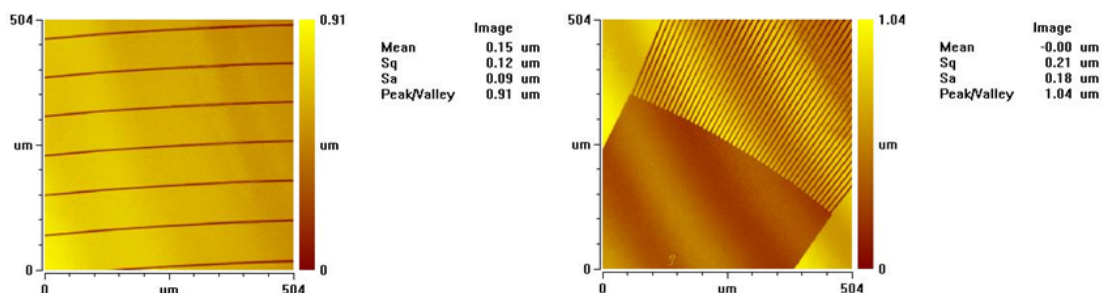 504
um
0
0
um
504
0.91
um
0
Image
Mean 0.15 um
Sq 0.12 um
Sa 0.09 um
Peak/Valley 0.91 um
504
um
0
0
um
504
1.04
um
0
Image
Mean -0.00 um
Sq 0.21 um
Sa 0.18 um
Peak/Valley 1.04 um